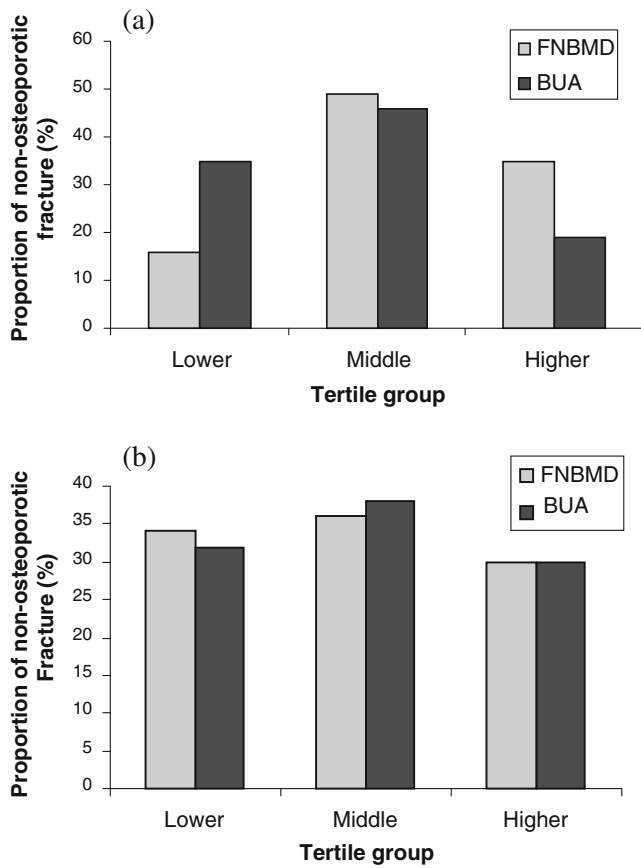 (a)
FNBMD
BUA
Proportion of non-osteoporotic
fracture (%)
60
50
40
30
20
10
0
Lower Middle Higher
Tertile group
(b)
FNBMD
BUA
Proportion of non-osteoporotic
Fracture (%)
40
35
30
25
20
15
10
5
0
Lower Middle Higher
Tertile group